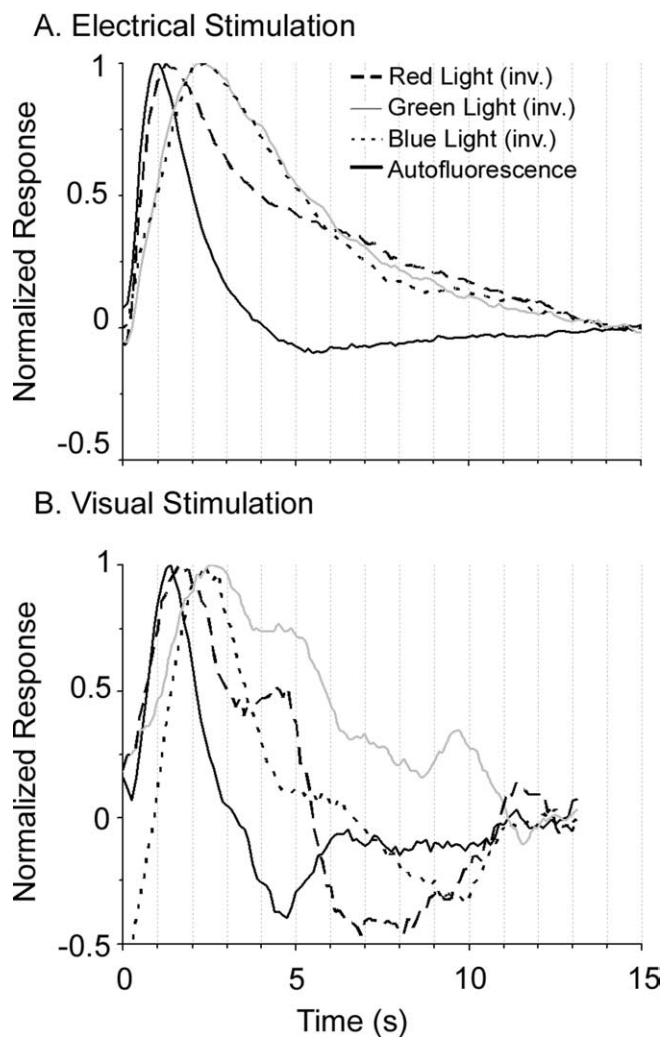 A. Electrical Stimulation
1
0.5
0
-0.5
Normalized Response
Red Light (inv.)
Green Light (inv.)
Blue Light (inv.)
Autofluorescence
B. Visual Stimulation
1
0.5
0
-0.5
Normalized Response
0
5
10
15
Time (s)